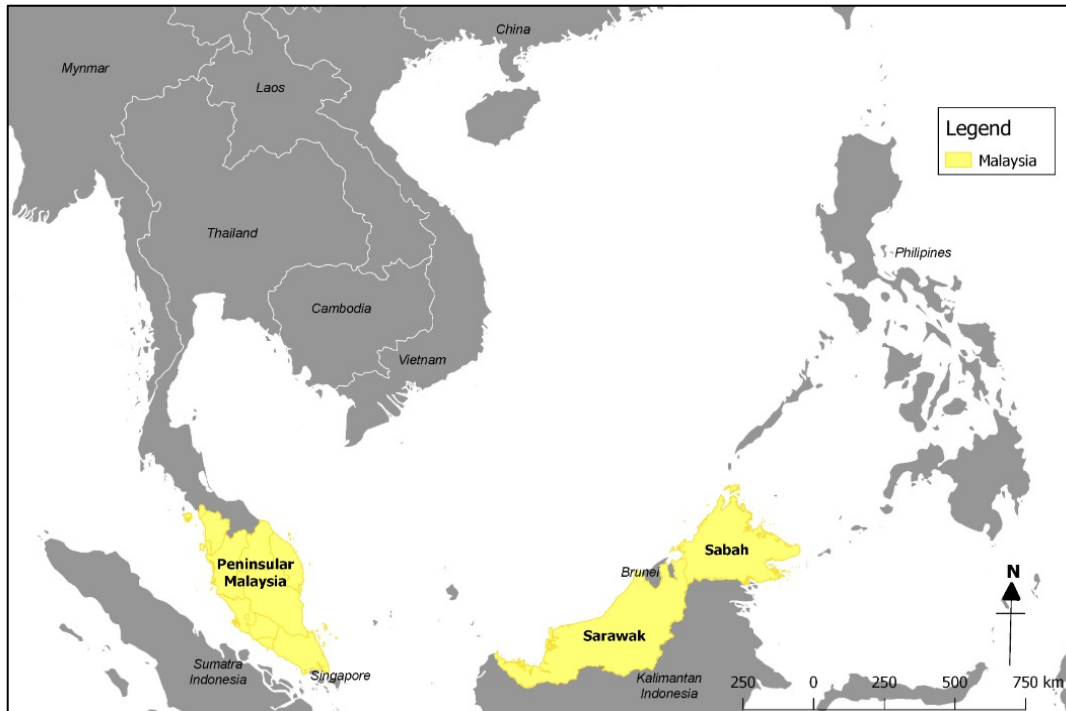 China
Mynmar
Laos
Legend
Malaysia
Thailand
Philipines
Cambodia
Vietnam
Peninsular
Malaysia
Sabah
Brunei
N
Sarawak
Sumatra
Indonesia
Singapore
Kalimantan
Indonesia
250 0 250 500 750 km